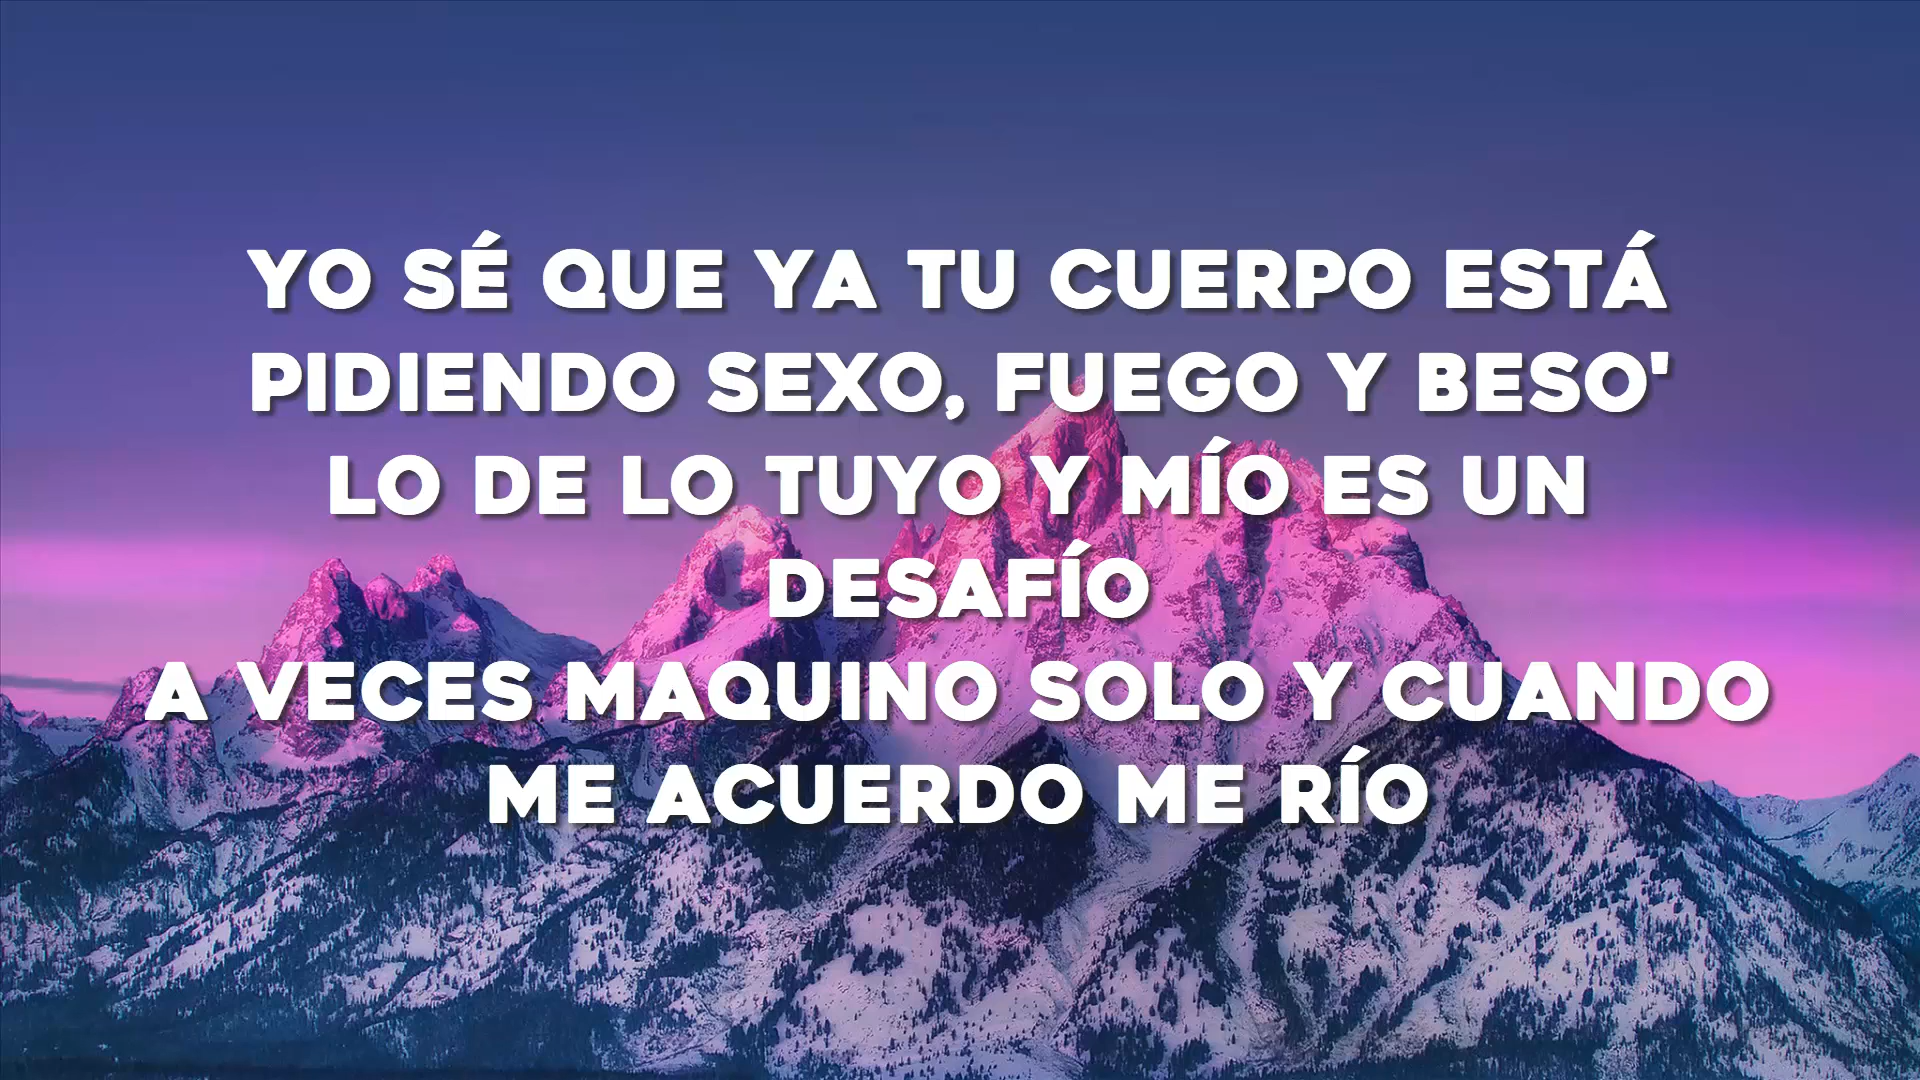 YO SÉ QUE YA TU CUERPO ESTÁ
PIDIENDO SEXO, FUEGO Y BESO'
LO DE LO TUYO Y MÍO ES UN
DESAFÍO
A VECES MAQUINO SOLO Y CUANDO
ME ACUERDO ME RÍO